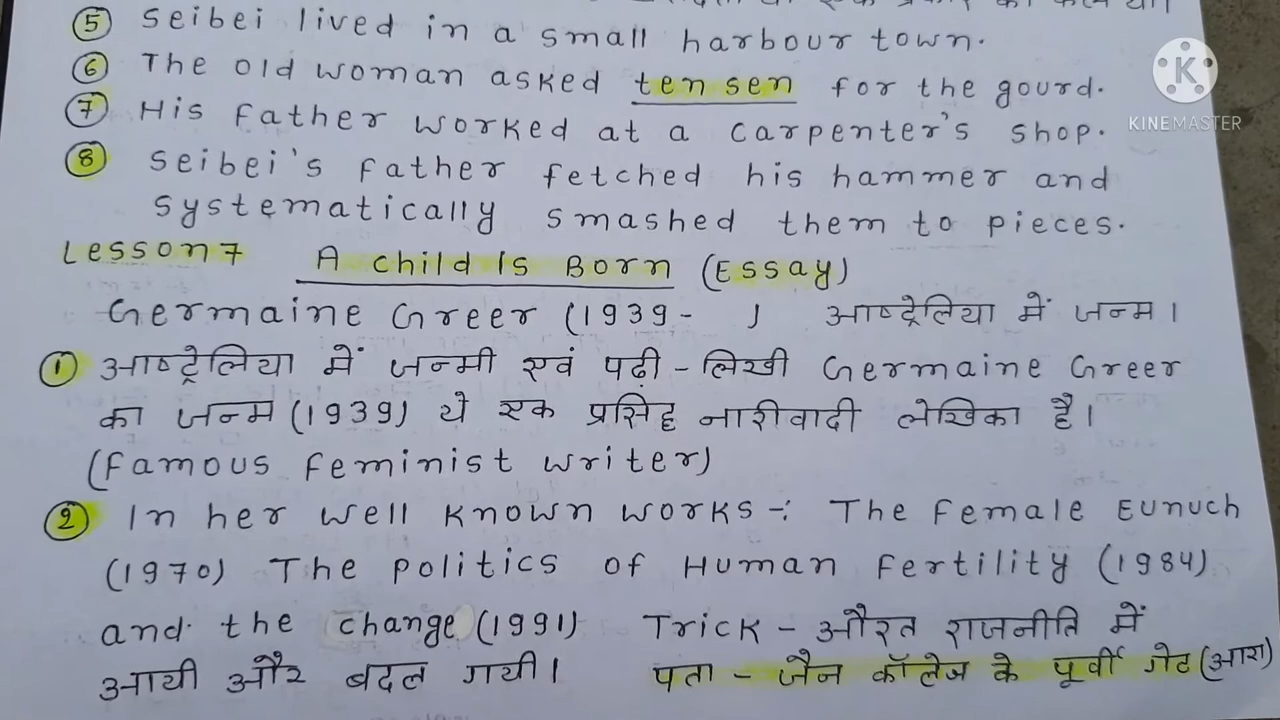 ⑤ Seibei lived in a small harbour town.
⑥ The old woman asked ten sen for the gourd.
⑦ His Father worked at a carpenter's shop.
⑧ Seibei's Father fetched his hammer and
systematically smashed them to pieces.
Lesson 7 A Child Is Born (Essay)
Germaine Greer (1939- ) आष्ट्रेलिया में जन्म।
① आष्ट्रेलिया में जन्मी एवं पढ़ी-लिखी Germaine Greer
का जन्म (1939) ये एक प्रसिद्ध नारीवादी लेखिका है।
(Famous Feminist writer)
② In her well known works-: The Female Eunuch
(1970) The Politics of Human Fertility (1984)
and the change (1991) Trick - औरत राजनीति में
आयी और बदल गयी। पता - जैन कॉलेज के पूर्वी गेट (आरा)
KINEMASTER